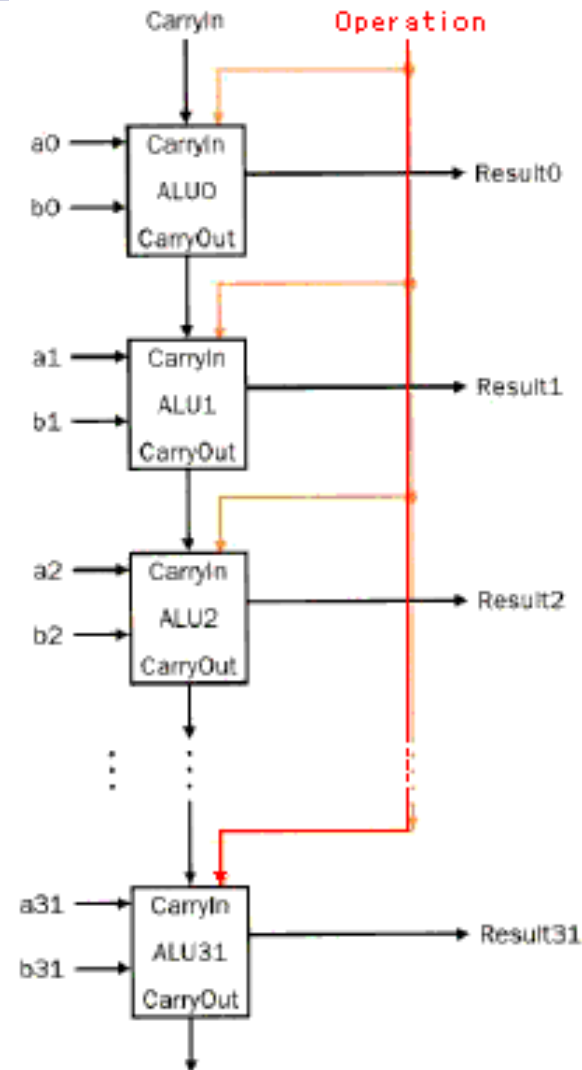 CarryIn Operation
a0 CarryIn
ALU0 Result0
b0
CarryOut
a1 CarryIn
ALU1 Result1
b1
CarryOut
a2 CarryIn
ALU2 Result2
b2
CarryOut
a31 CarryIn
ALU31 Result31
b31
CarryOut